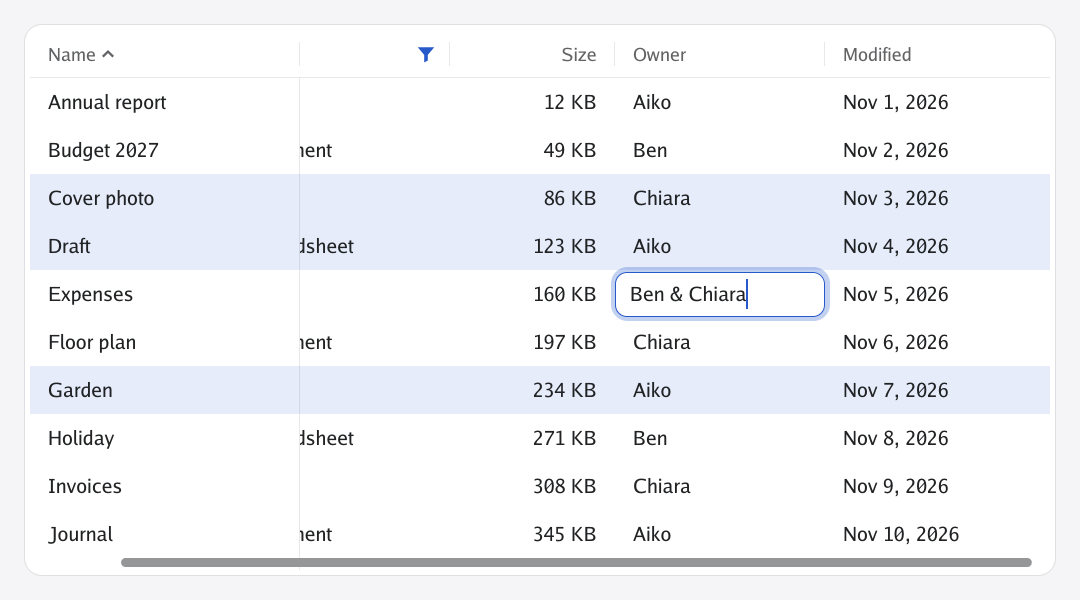 Name Size Owner Modified
Annual report 12 KB Aiko Nov 1, 2026
Budget 2027 49 KB Ben Nov 2, 2026
Cover photo 86 KB Chiara Nov 3, 2026
Draft 123 KB Aiko Nov 4, 2026
Expenses 160 KB Ben & Chiara Nov 5, 2026
Floor plan 197 KB Chiara Nov 6, 2026
Garden 234 KB Aiko Nov 7, 2026
Holiday 271 KB Ben Nov 8, 2026
Invoices 308 KB Chiara Nov 9, 2026
Journal 345 KB Aiko Nov 10, 2026